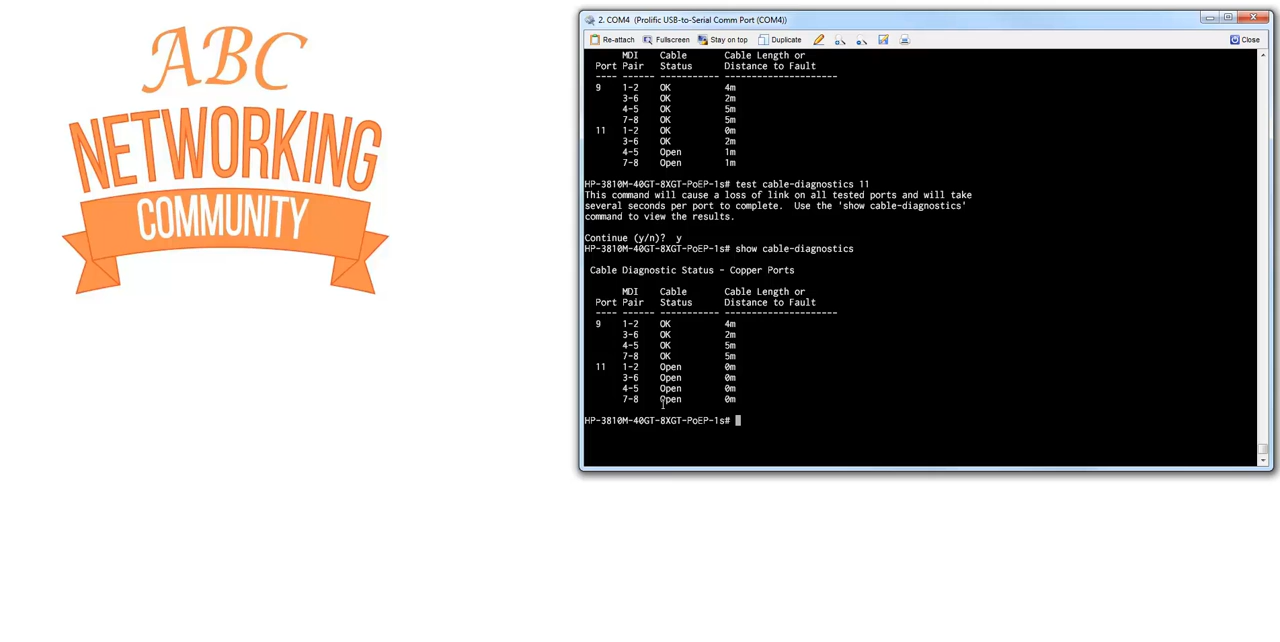 ABC
NETWORKING
COMMUNITY
2. COM4 (Prolific USB-to-Serial Comm Port (COM4))
Re-attach Fullscreen Stay on top Duplicate Close
MDI Cable Cable Length or
Port Pair Status Distance to Fault
---- ------ ----------- ---------------------
9 1-2 OK 4m
3-6 OK 2m
4-5 OK 5m
7-8 OK 5m
11 1-2 OK 0m
3-6 OK 2m
4-5 Open 1m
7-8 Open 1m
HP-3810M-40GT-8XGT-PoEP-1s# test cable-diagnostics 11
This command will cause a loss of link on all tested ports and will take
several seconds per port to complete. Use the 'show cable-diagnostics'
command to view the results.
Continue (y/n)? y
HP-3810M-40GT-8XGT-PoEP-1s# show cable-diagnostics
Cable Diagnostic Status - Copper Ports
MDI Cable Cable Length or
Port Pair Status Distance to Fault
---- ------ ----------- ---------------------
9 1-2 OK 4m
3-6 OK 2m
4-5 OK 5m
7-8 OK 5m
11 1-2 Open 0m
3-6 Open 0m
4-5 Open 0m
7-8 Open 0m
HP-3810M-40GT-8XGT-PoEP-1s#